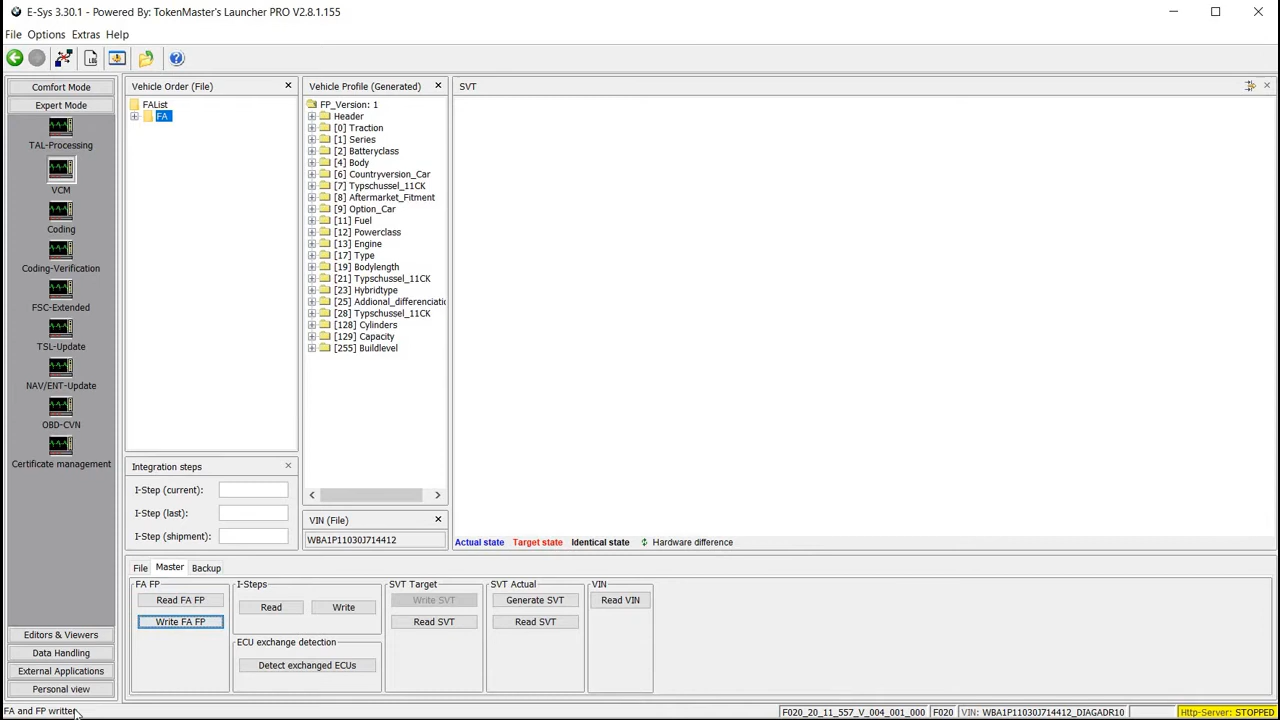 E-Sys 3.30.1 - Powered By: TokenMaster's Launcher PRO V2.8.1.155
File Options Extras Help
Comfort Mode
Expert Mode
TAL-Processing
VCM
Coding
Coding-Verification
FSC-Extended
TSL-Update
NAV/ENT-Update
OBD-CVN
Certificate management
Editors & Viewers
Data Handling
External Applications
Personal view
Vehicle Order (File)
FAList
FA
Integration steps
I-Step (current):
I-Step (last):
I-Step (shipment):
Vehicle Profile (Generated)
FP_Version: 1
Header
[0] Traction
[1] Series
[2] Batteryclass
[4] Body
[6] Countryversion_Car
[7] Typschussel_11CK
[8] Aftermarket_Fitment
[9] Option_Car
[11] Fuel
[12] Powerclass
[13] Engine
[17] Type
[19] Bodylength
[21] Typschussel_11CK
[23] Hybridtype
[25] Addional_differenciatic
[28] Typschussel_11CK
[128] Cylinders
[129] Capacity
[255] Buildlevel
VIN (File)
WBA1P11030J714412
SVT
Actual state Target state Identical state Hardware difference
File Master Backup
FA FP
Read FA FP
Write FA FP
I-Steps
Read Write
ECU exchange detection
Detect exchanged ECUs
SVT Target
Write SVT
Read SVT
SVT Actual
Generate SVT
Read SVT
VIN
Read VIN
FA and FP written
F020_20_11_557_V_004_001_000 F020 VIN: WBA1P11030J714412_DIAGADR10 Http-Server: STOPPED